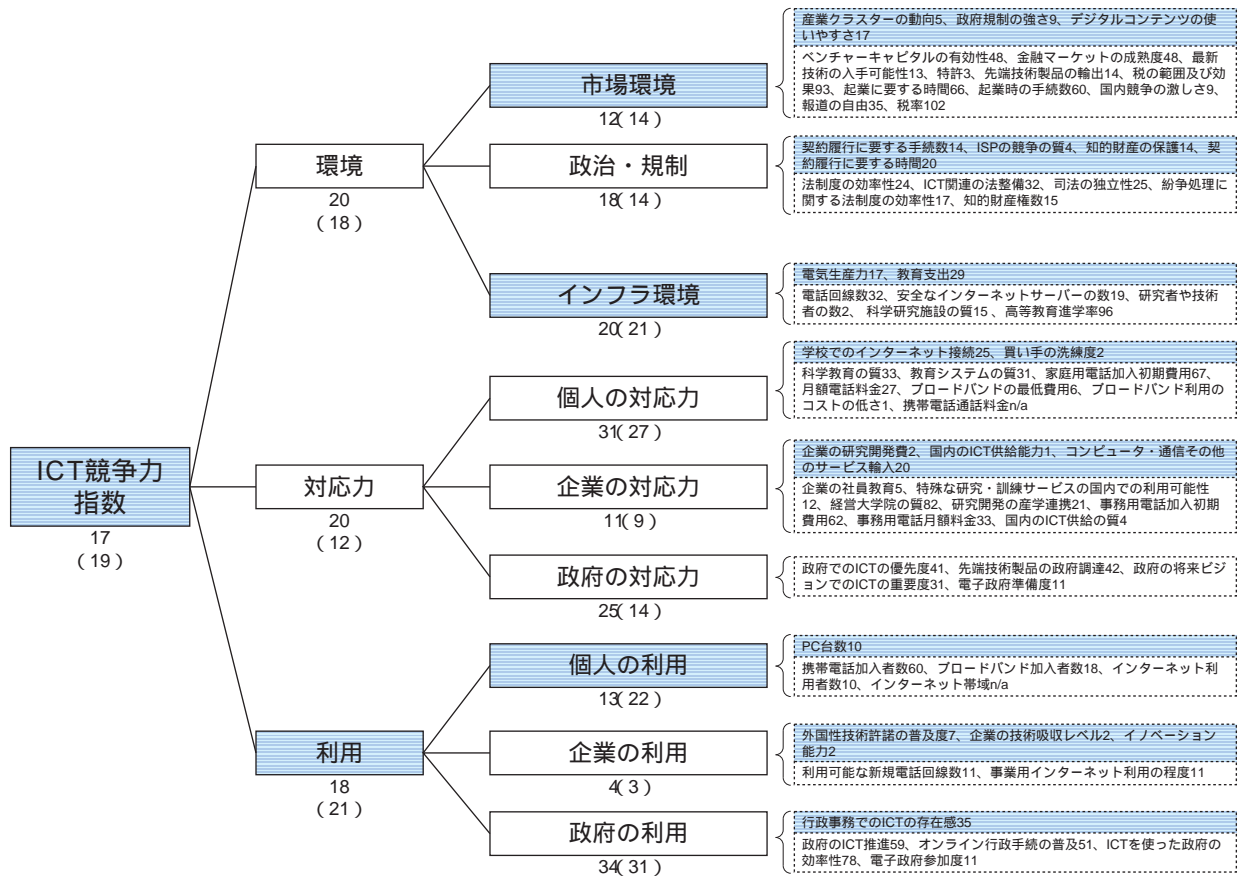 ICT競争力
指数
17
（19）
環境
20
（18）
市場環境
12（14）
産業クラスターの動向5、政府規制の強さ9、デジタルコンテンツの使
いやすさ17
ベンチャーキャピタルの有効性48、金融マーケットの成熟度48、最新
技術の入手可能性13、特許3、先端技術製品の輸出14、税の範囲及び効
果93、起業に要する時間66、起業時の手続数60、国内競争の激しさ9、
報道の自由35、税率102
政治・規制
18（14）
契約履行に要する手続数14、ISPの競争の質4、知的財産の保護14、契
約履行に要する時間20
法制度の効率性24、ICT関連の法整備32、司法の独立性25、紛争処理に
関する法制度の効率性17、知的財産権数15
インフラ環境
20（21）
電気生産力17、教育支出29
電話回線数32、安全なインターネットサーバーの数19、研究者や技術
者の数2、 科学研究施設の質15 、高等教育進学率96
対応力
20
（12）
個人の対応力
31（27）
学校でのインターネット接続25、買い手の洗練度2
科学教育の質33、教育システムの質31、家庭用電話加入初期費用67、
月額電話料金27、ブロードバンドの最低費用6、ブロードバンド利用の
コストの低さ1、携帯電話通話料金n/a
企業の対応力
11（9）
企業の研究開発費2、国内のICT供給能力1、コンピュータ・通信その他
のサービス輸入20
企業の社員教育5、特殊な研究・訓練サービスの国内での利用可能性
12、経営大学院の質82、研究開発の産学連携21、事務用電話加入初期
費用62、事務用電話月額料金33、国内のICT供給の質4
政府の対応力
25（14）
政府でのICTの優先度41、先端技術製品の政府調達42、政府の将来ビジ
ョンでのICTの重要度31、電子政府準備度11
利用
18
（21）
個人の利用
13（22）
PC台数10
携帯電話加入者数60、ブロードバンド加入者数18、インターネット利
用者数10、インターネット帯域n/a
企業の利用
4（3）
外国性技術許諾の普及度7、企業の技術吸収レベル2、イノベーション
能力2
利用可能な新規電話回線数11、事業用インターネット利用の程度11
政府の利用
34（31）
行政事務でのICTの存在感35
政府のICT推進59、オンライン行政手続の普及51、ICTを使った政府の
効率性78、電子政府参加度11